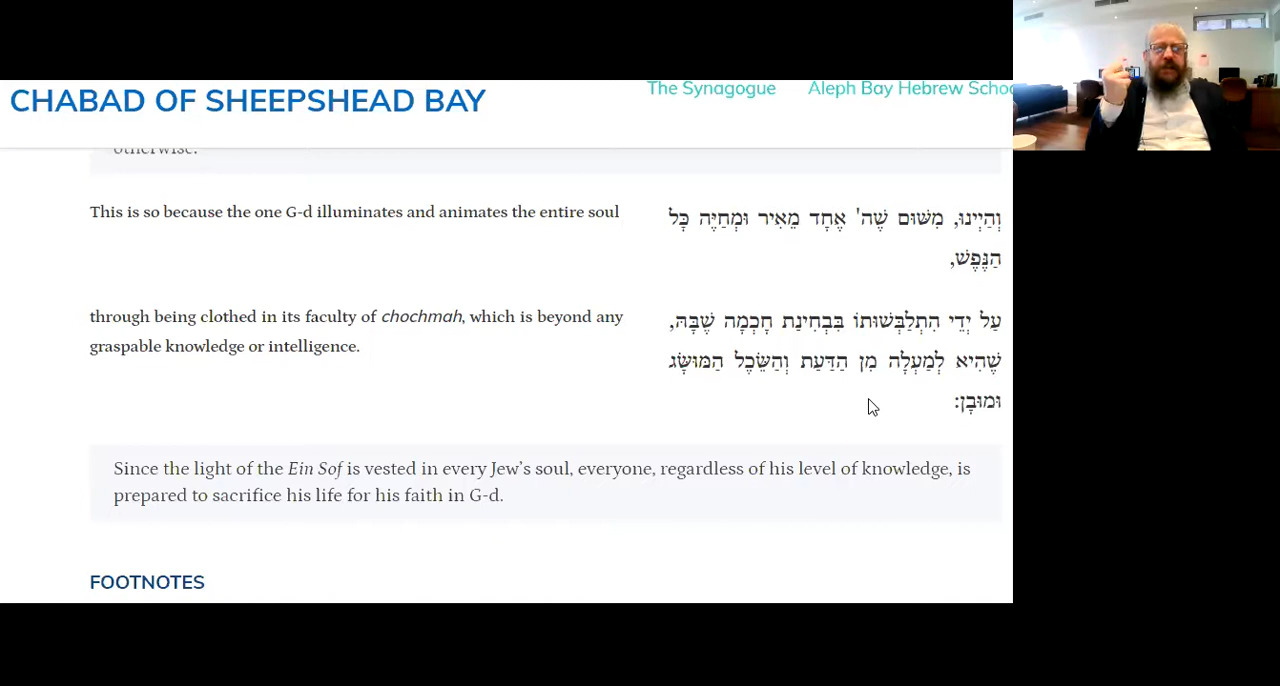 CHABAD OF SHEEPSHEAD BAY
The Synagogue
Aleph Bay Hebrew Schoo
otherwise.
This is so because the one G-d illuminates and animates the entire soul
וְהַיְינוּ, מִשּׁוּם שֶׁה' אֶחָד מֵאִיר וּמְחַיֶּה כָּל
הַנֶּפֶשׁ,
through being clothed in its faculty of chochmah, which is beyond any
graspable knowledge or intelligence.
עַל יְדֵי הִתְלַבְּשׁוּתוֹ בִּבְחִינַת חָכְמָה שֶׁבָּהּ,
שֶׁהִיא לְמַעְלָה מִן הַדַּעַת וְהַשֵּׂכֶל הַמּוּשָּׂג
וּמוּבָן:
Since the light of the Ein Sof is vested in every Jew’s soul, everyone, regardless of his level of knowledge, is
prepared to sacrifice his life for his faith in G-d.
FOOTNOTES